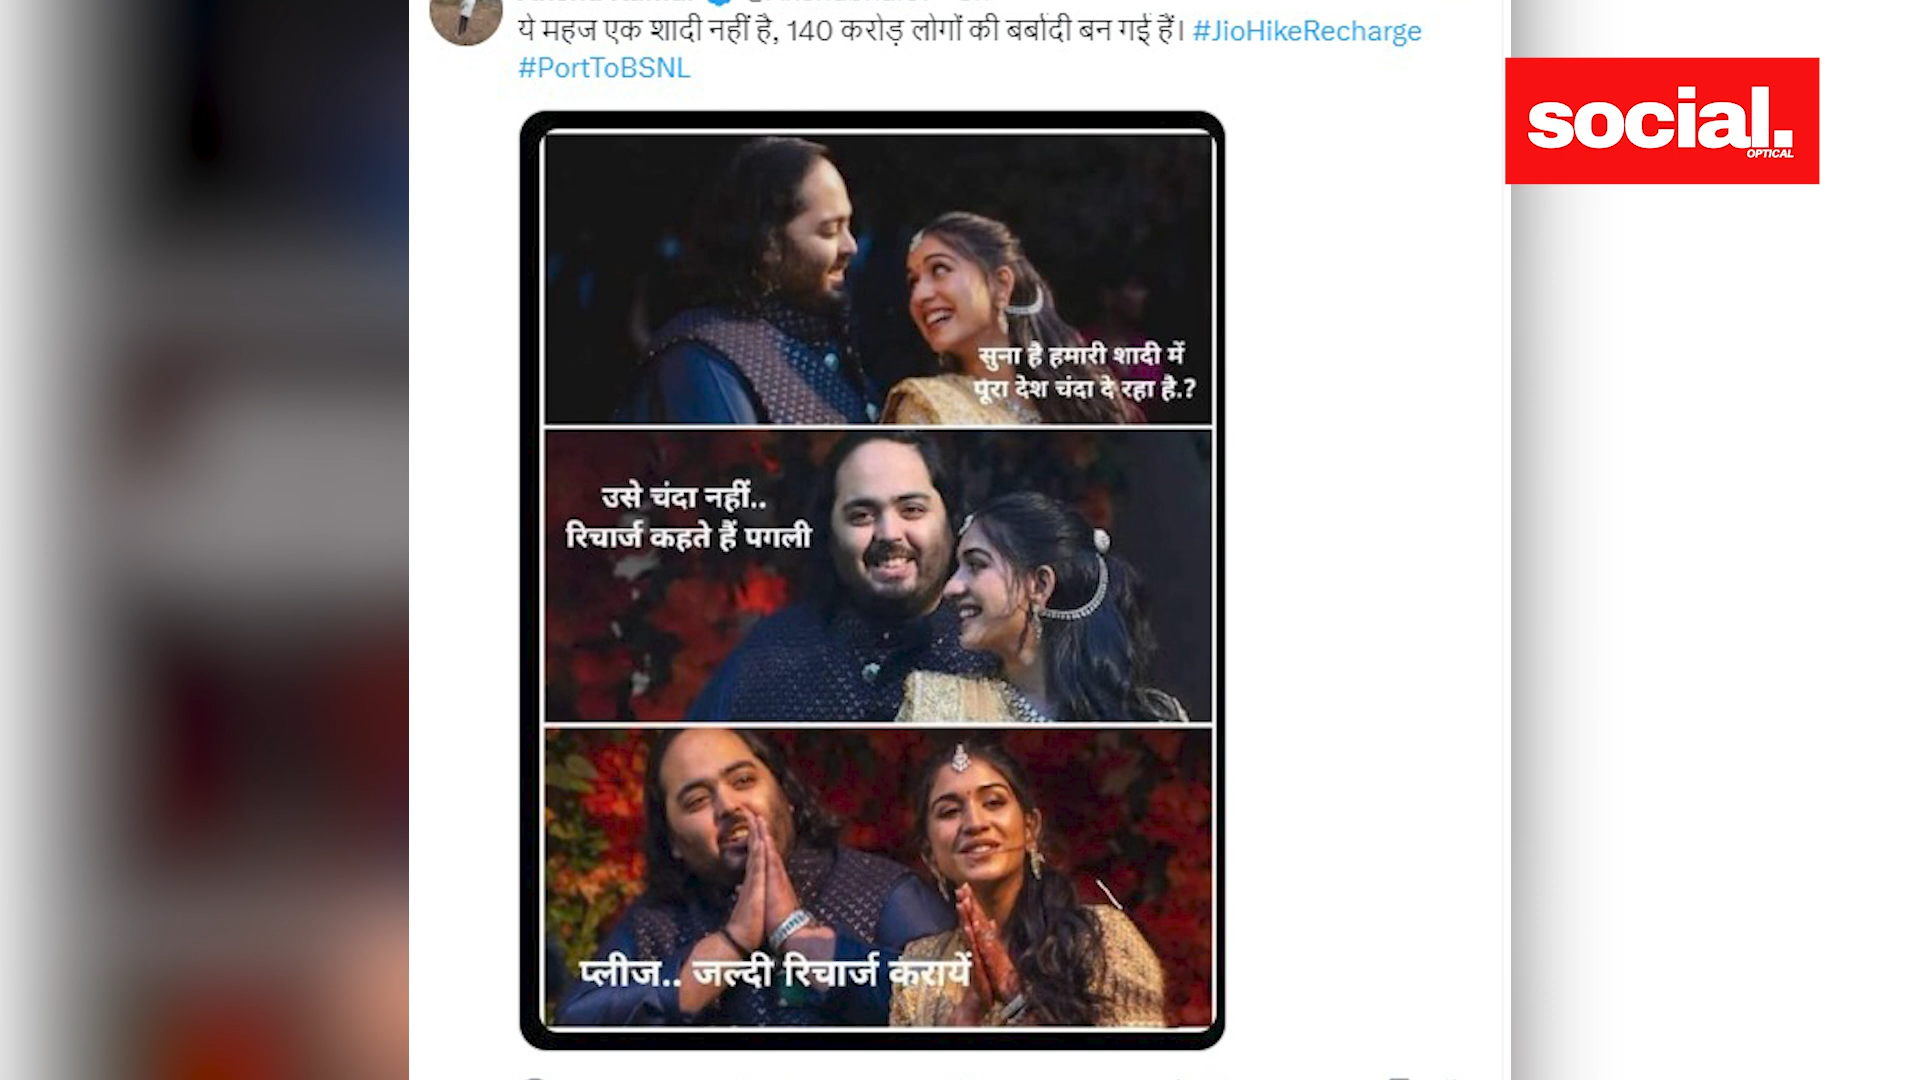 ये महज एक शादी नहीं है, 140 करोड़ लोगों की बर्बादी बन गई हैं। #JioHikeRecharge
#PortToBSNL
social.
OPTICAL
सुना है हमारी शादी में
पूरा देश चंदा दे रहा है.?
उसे चंदा नहीं..
रिचार्ज कहते हैं पगली
प्लीज.. जल्दी रिचार्ज करायें